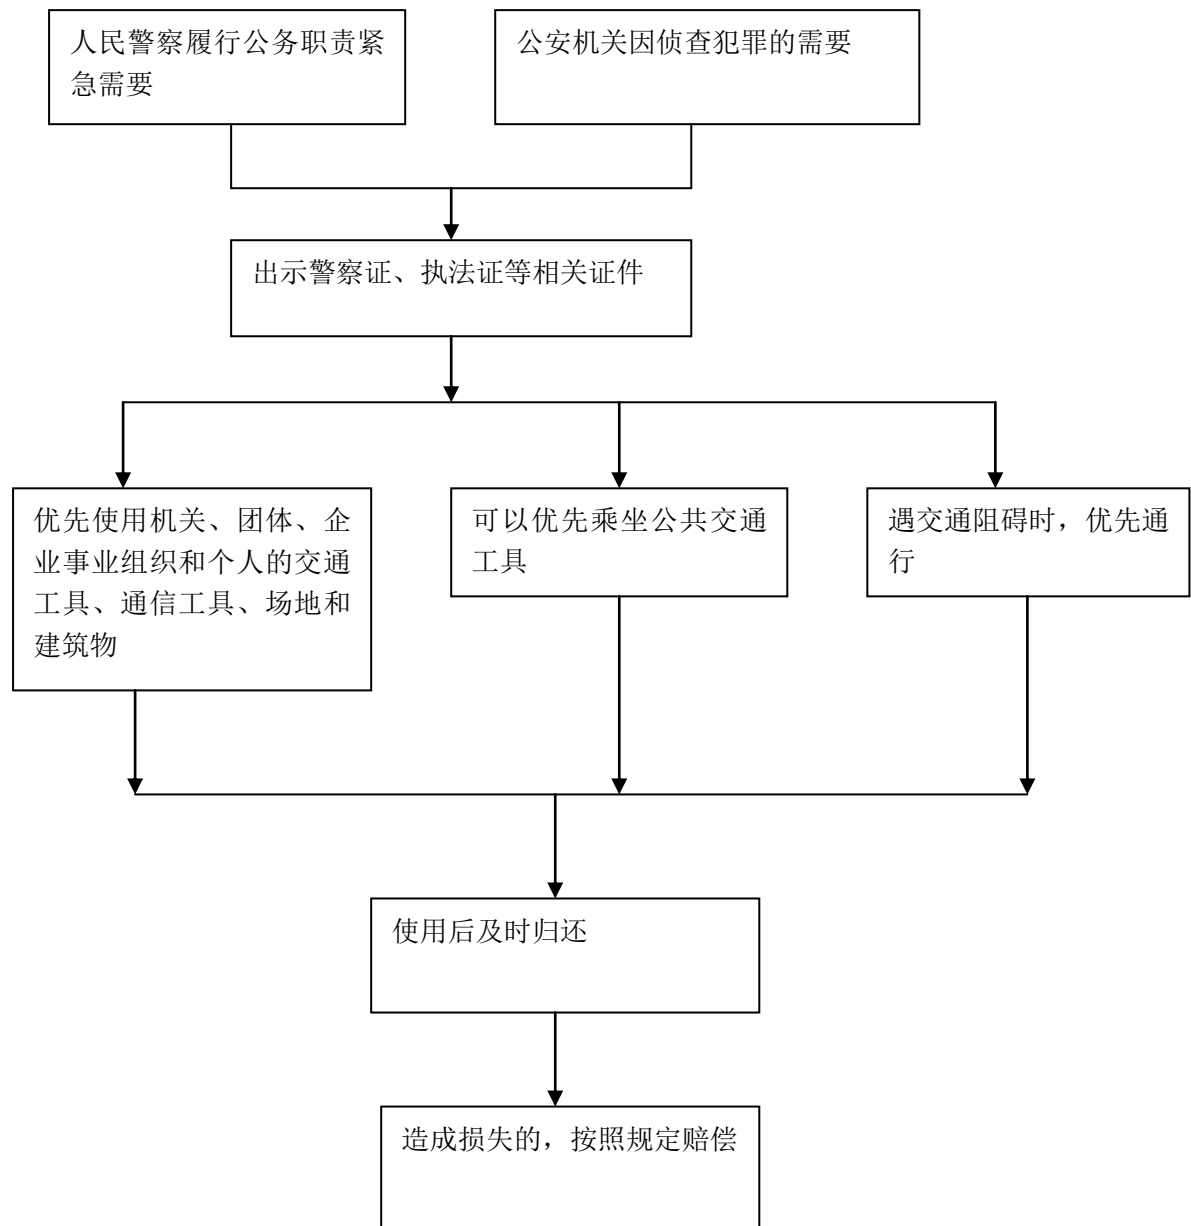 人民警察履行公务职责紧
急需要
公安机关因侦查犯罪的需要
出示警察证、执法证等相关证件
优先使用机关、团体、企
业事业组织和个人的交通
工具、通信工具、场地和
建筑物
可以优先乘坐公共交通
工具
遇交通阻碍时，优先通
行
使用后及时归还
造成损失的，按照规定赔偿